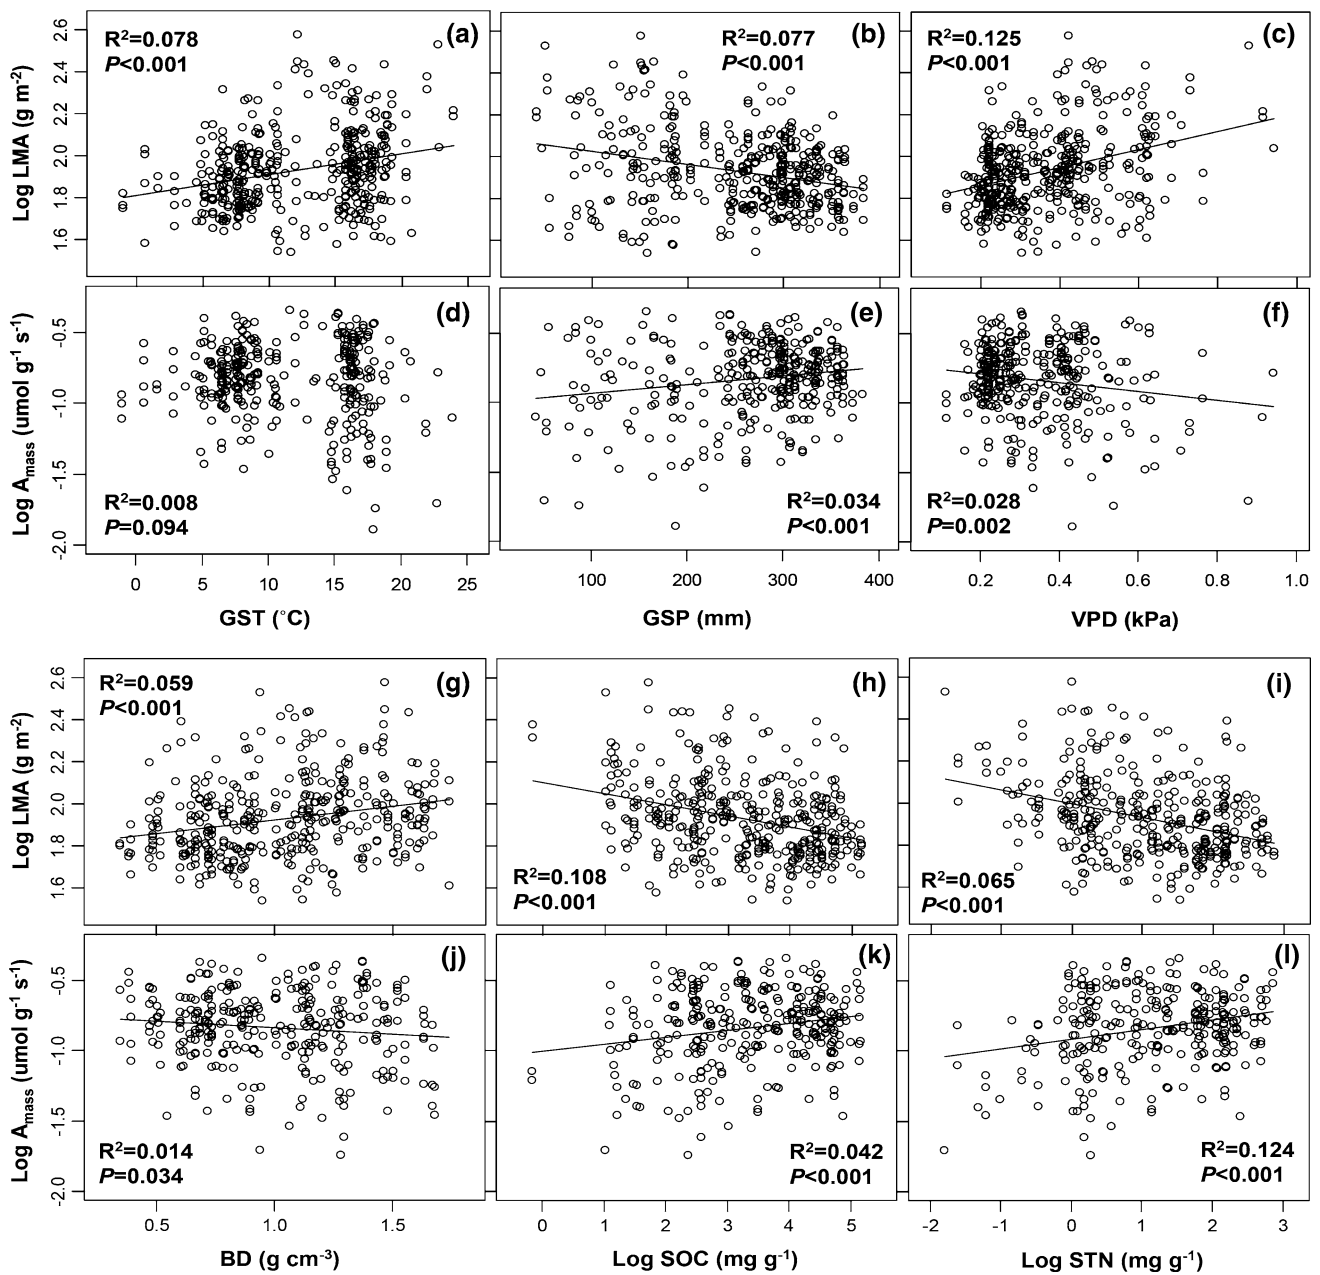 (a) R²=0.078
P<0.001
(b) R²=0.077
P<0.001
(c) R²=0.125
P<0.001
Log LMA (g m⁻²)
1.6 1.8 2.0 2.2 2.4 2.6
(d) R²=0.008
P=0.094
(e) R²=0.034
P<0.001
(f) R²=0.028
P=0.002
Log Amass (umol g⁻¹ s⁻¹)
-2.0 -1.5 -1.0 -0.5
0 5 10 15 20 25
100 200 300 400
0.2 0.4 0.6 0.8 1.0
GST (°C)
GSP (mm)
VPD (kPa)
(g) R²=0.059
P<0.001
(h) R²=0.108
P<0.001
(i) R²=0.065
P<0.001
Log LMA (g m⁻²)
1.6 1.8 2.0 2.2 2.4 2.6
(j) R²=0.014
P=0.034
(k) R²=0.042
P<0.001
(l) R²=0.124
P<0.001
Log Amass (umol g⁻¹ s⁻¹)
-2.0 -1.5 -1.0 -0.5
0.5 1.0 1.5
0 1 2 3 4 5
-2 -1 0 1 2 3
BD (g cm⁻³)
Log SOC (mg g⁻¹)
Log STN (mg g⁻¹)